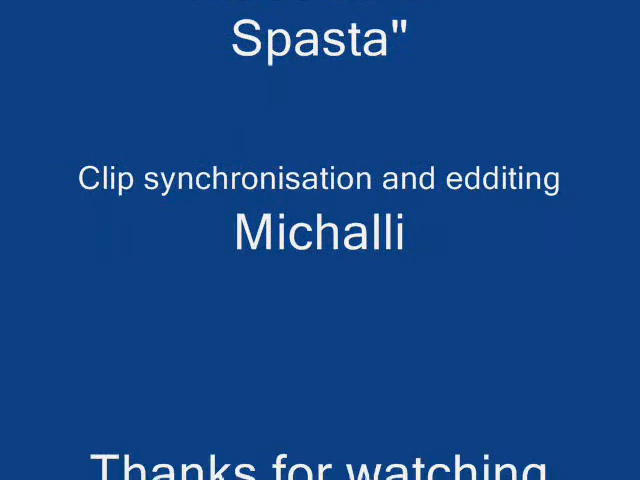 Spasta"
Clip synchronisation and edditing
Michalli
Thanks for watching